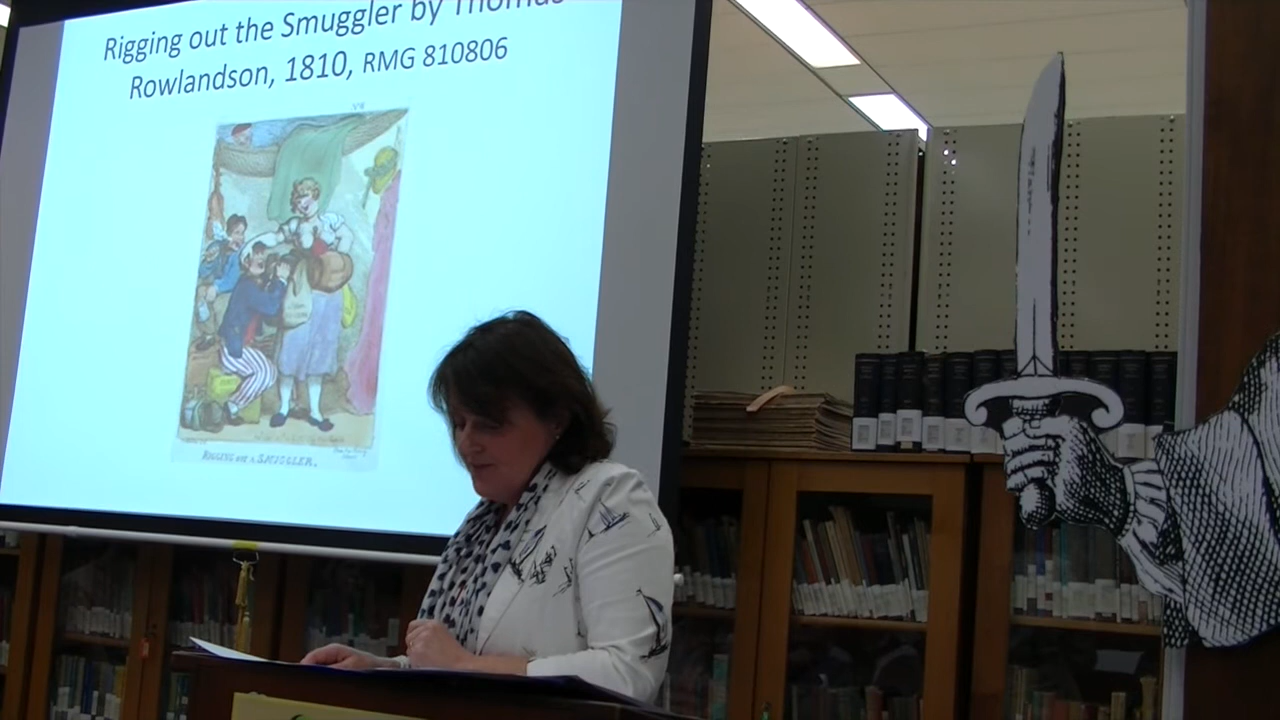 Rigging out the Smuggler by Thomas
Rowlandson, 1810, RMG 810806
RIGGING OUT A SMUGGLER.